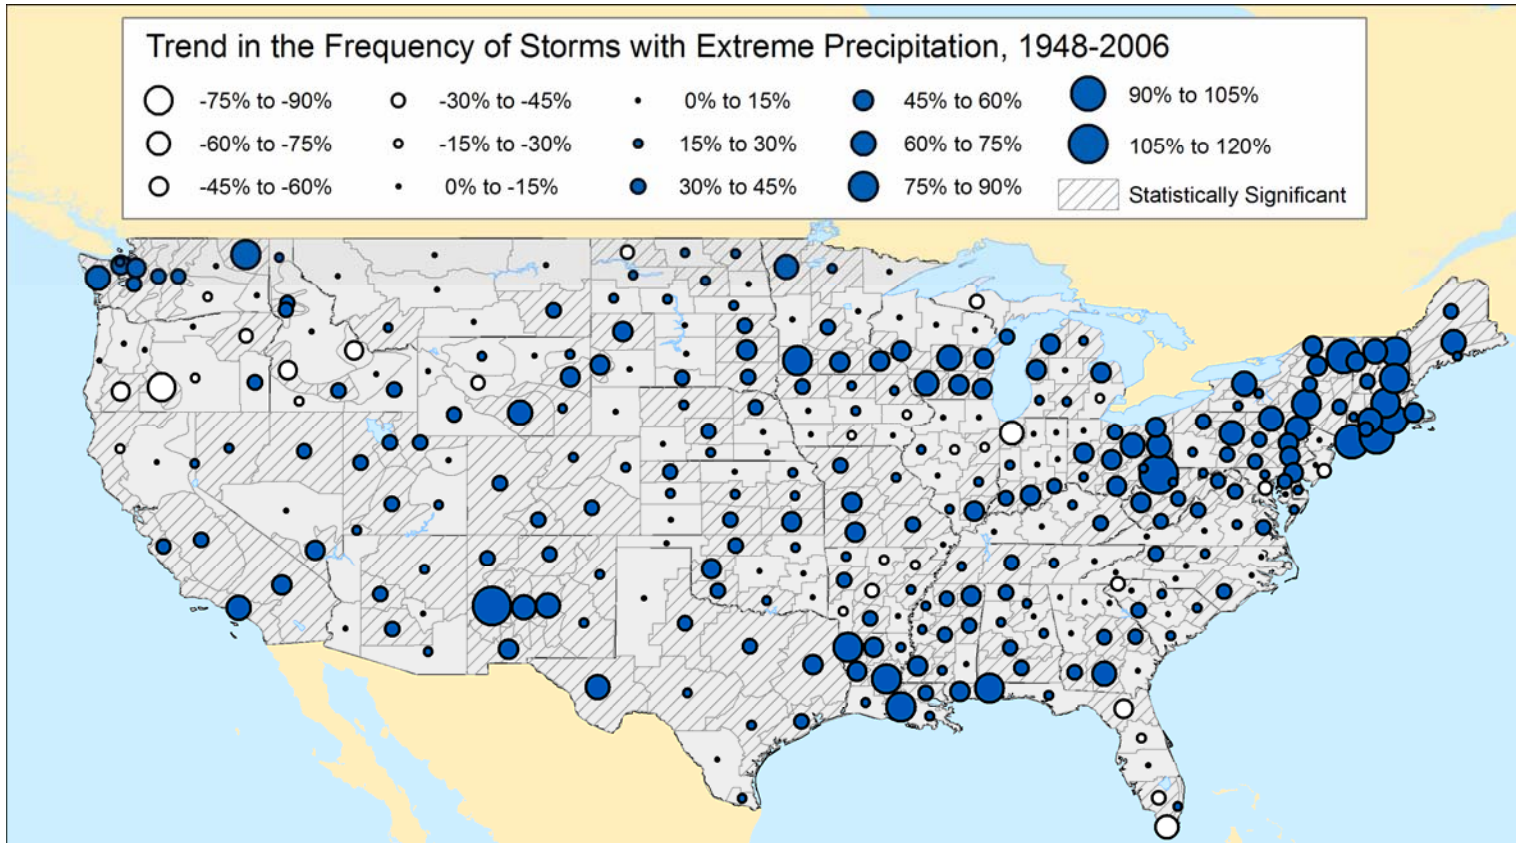 Trend in the Frequency of Storms with Extreme Precipitation, 1948-2006
-75% to -90%
-60% to -75%
-45% to -60%
-30% to -45%
-15% to -30%
0% to -15%
0% to 15%
15% to 30%
30% to 45%
45% to 60%
60% to 75%
75% to 90%
90% to 105%
105% to 120%
Statistically Significant